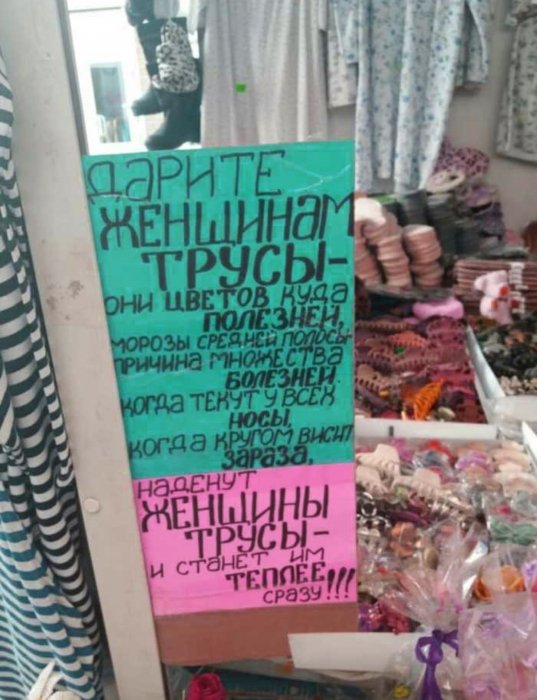 ДАРИТЕ
ЖЕНЩИНАМ
ТРУСЫ-
ОНИ ЦВЕТОВ КУДА
ПОЛЕЗНЕЙ,
МОРОЗЫ СРЕДНЕЙ ПОЛОСЫ-
ПРИЧИНА МНОЖЕСТВА
БОЛЕЗНЕЙ.
КОГДА ТЕКУТ У ВСЕХ
НОСЫ,
КОГДА КРУГОМ ВИСИТ
ЗАРАЗА,
НАДЕНУТ
ЖЕНЩИНЫ
ТРУСЫ-
И СТАНЕТ ИМ
ТЕПЛЕЕ
СРАЗУ!!!